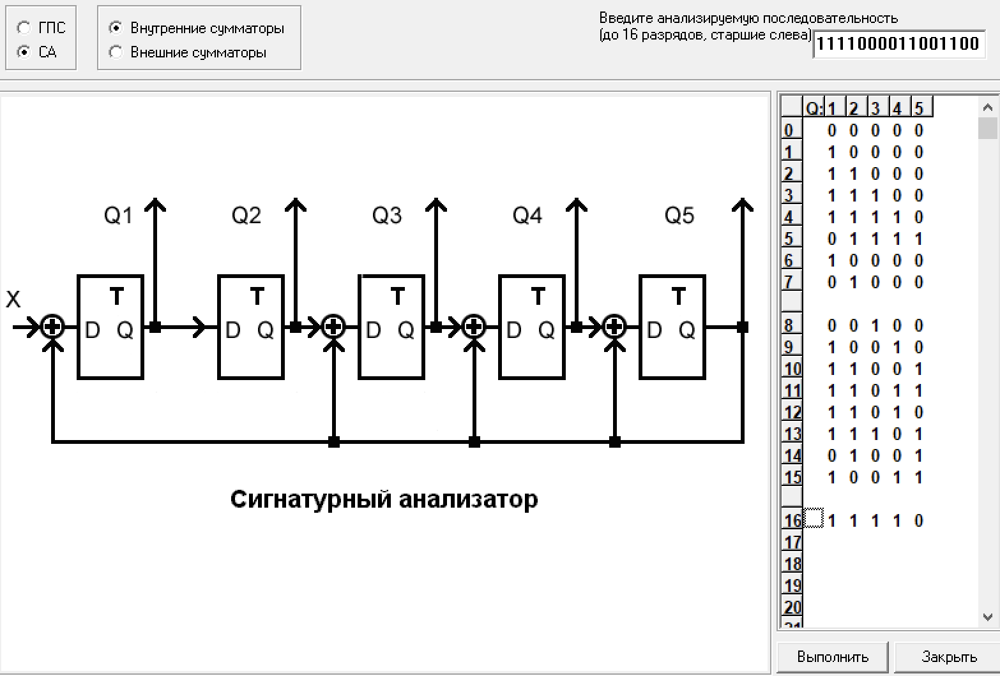 ГПС
СА
Внутренние сумматоры
Внешние сумматоры
Введите анализируемую последовательность
(до 16 разрядов, старшие слева)
1111000011001100
Q1
Q2
Q3
Q4
Q5
X
T
D Q
T
D Q
T
D Q
T
D Q
T
D Q
Сигнатурный анализатор
Q: 1 2 3 4 5
0 0 0 0 0 0
1 1 0 0 0 0
2 1 1 0 0 0
3 1 1 1 0 0
4 1 1 1 1 0
5 0 1 1 1 1
6 1 0 0 0 0
7 0 1 0 0 0
8 0 0 1 0 0
9 1 0 0 1 0
10 1 1 0 0 1
11 1 1 0 1 1
12 1 1 0 1 0
13 1 1 1 0 1
14 0 1 0 0 1
15 1 0 0 1 1
16 1 1 1 1 0
17
18
19
20
Выполнить
Закрыть